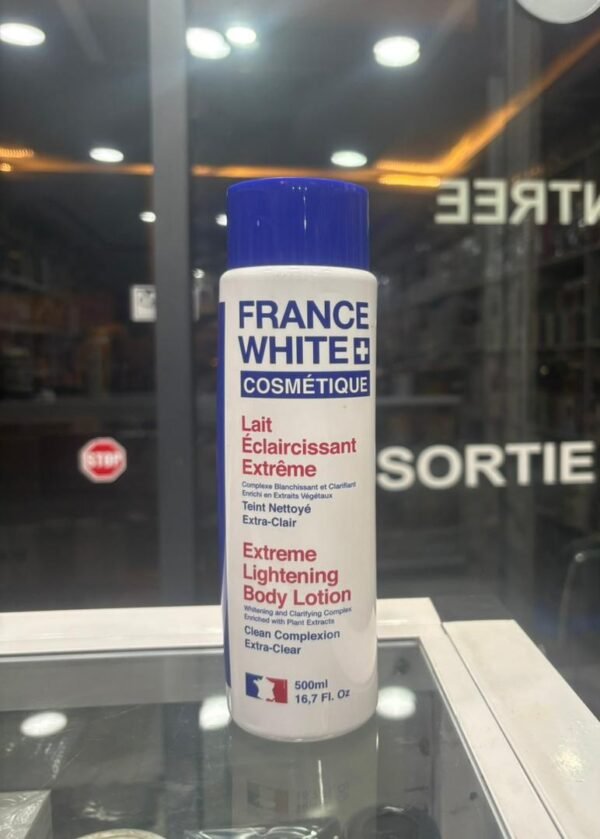 ENTREE
FRANCE
WHITE
COSMÉTIQUE
Lait
Éclaircissant
Extrême
Complexe Blanchissant et Clarifiant
Enrichi en Extraits Végétaux
Teint Nettoyé
Extra-Clair
Extreme
Lightening
Body Lotion
Whitening and Clarifying Complex
Enriched with Plant Extracts
Clean Complexion
Extra-Clear
500ml
16,7 Fl. Oz
STOP
SORTIE